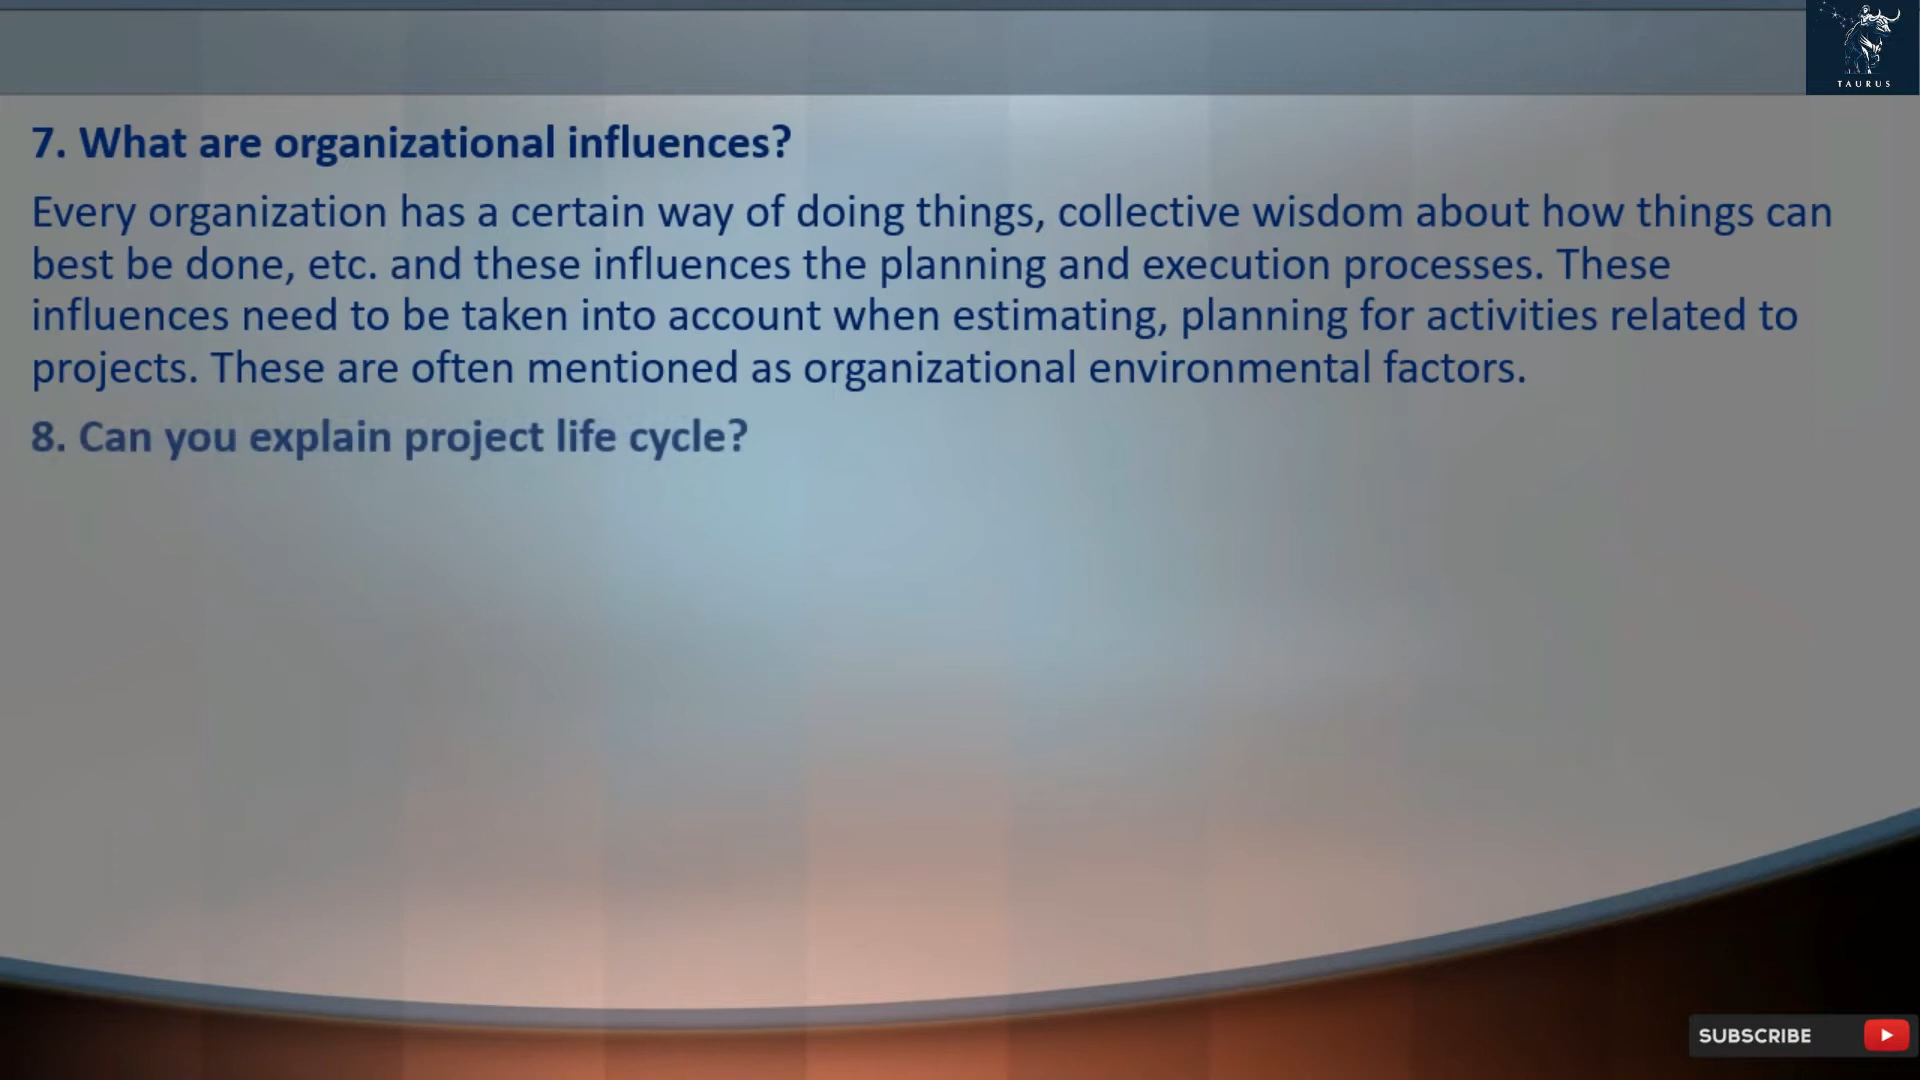 TAURUS
7. What are organizational influences?
Every organization has a certain way of doing things, collective wisdom about how things can
best be done, etc. and these influences the planning and execution processes. These
influences need to be taken into account when estimating, planning for activities related to
projects. These are often mentioned as organizational environmental factors.
8. Can you explain project life cycle?
SUBSCRIBE